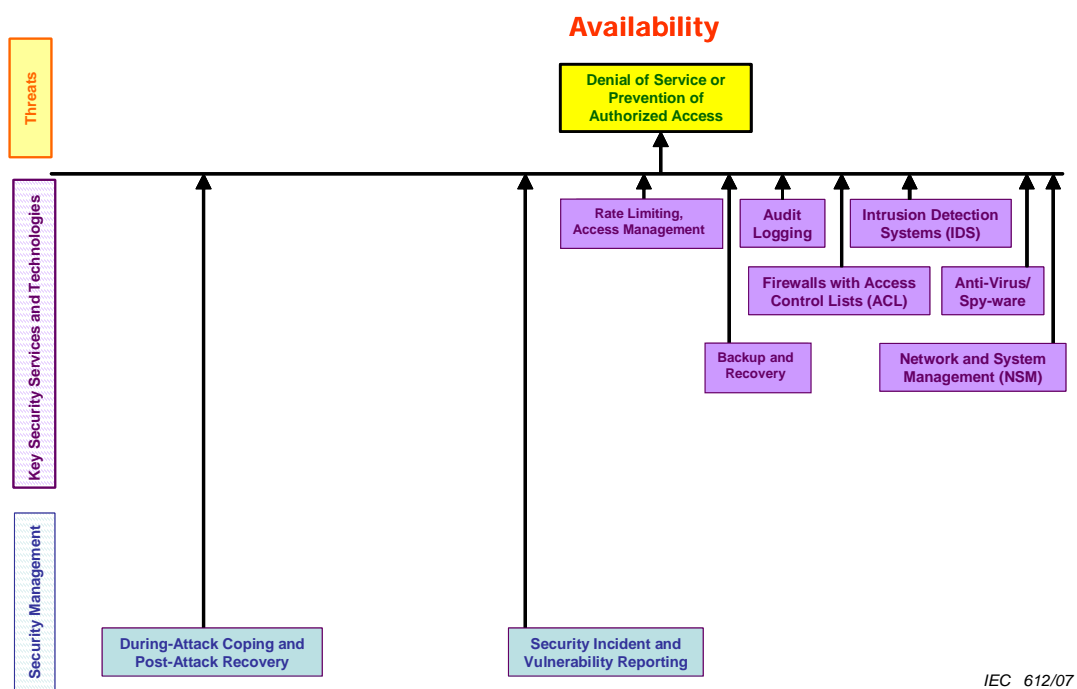 Availability
Threats
Denial of Service or
Prevention of
Authorized Access
Key Security Services and Technologies
Rate Limiting,
Access Management
Audit
Logging
Intrusion Detection
Systems (IDS)
Firewalls with Access
Control Lists (ACL)
Anti-Virus/
Spy-ware
Backup and
Recovery
Network and System
Management (NSM)
Security Management
During-Attack Coping and
Post-Attack Recovery
Security Incident and
Vulnerability Reporting
IEC 612/07